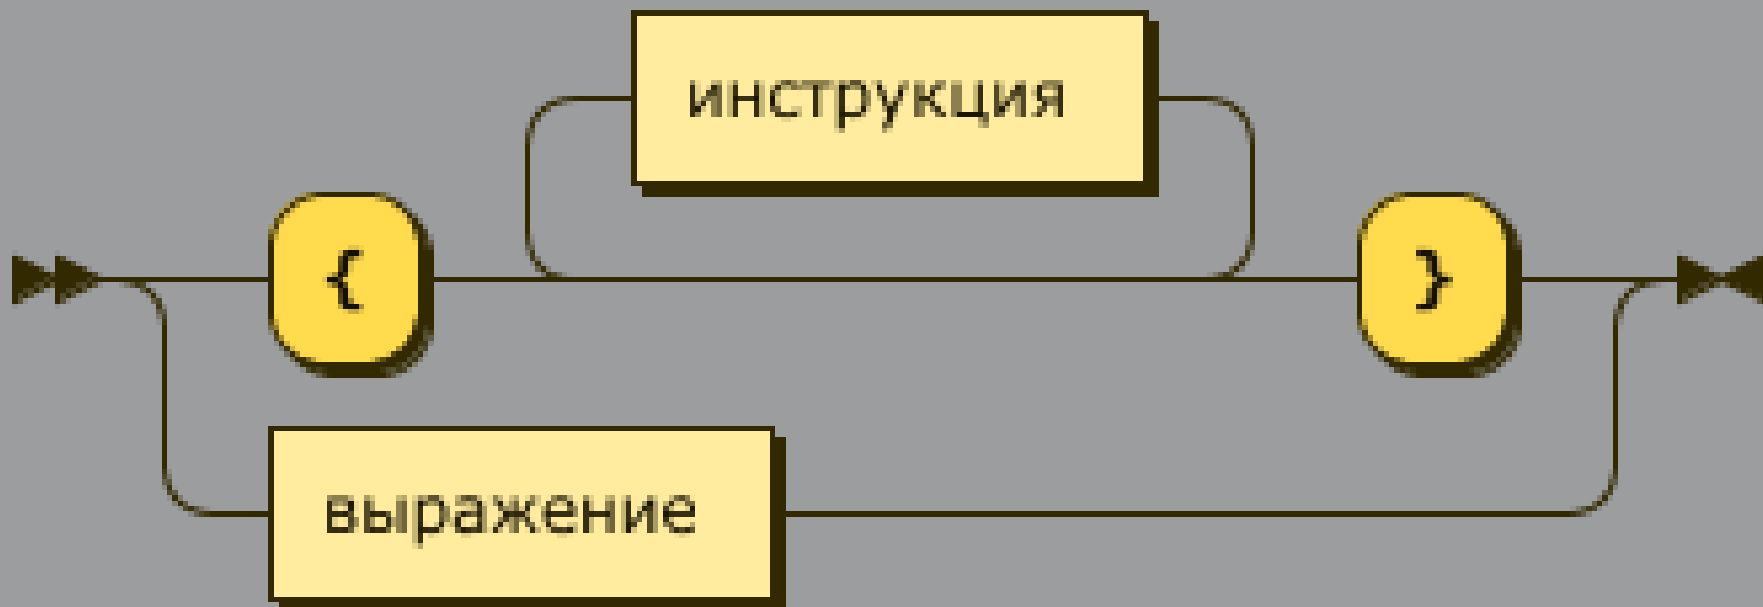 инструкция
{ }
выражение